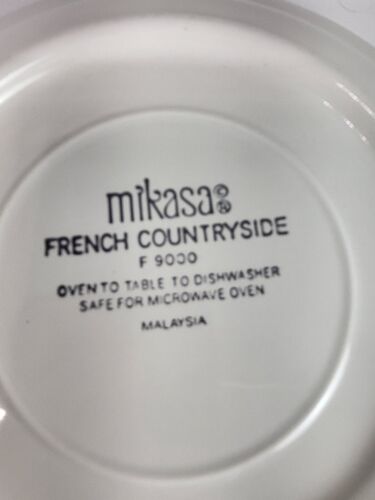 mikasa©®
FRENCH COUNTRYSIDE
F 9000
OVEN TO TABLE TO DISHWASHER
SAFE FOR MICROWAVE OVEN
MALAYSIA